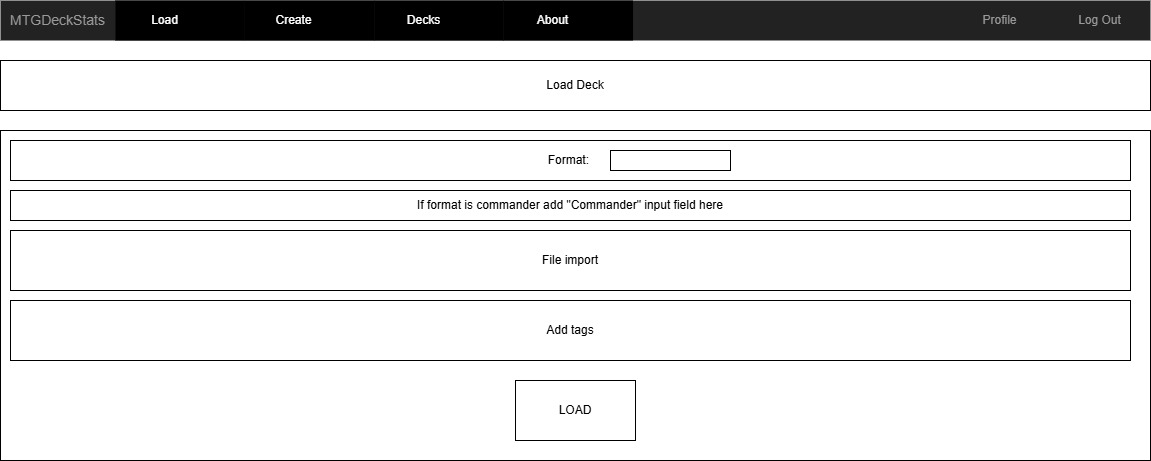 MTGDeckStats Load Create Decks About Profile Log Out
Load Deck
Format:
If format is commander add "Commander" input field here
File import
Add tags
LOAD